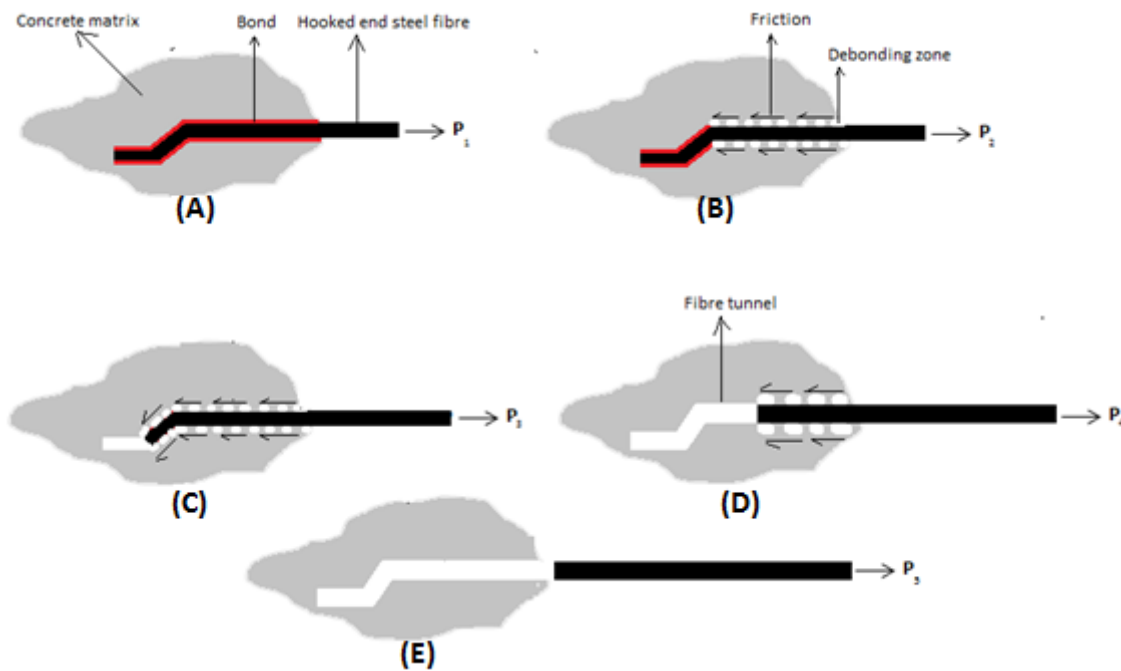 Concrete matrix
Bond
Hooked end steel fibre
P₁
(A)
Friction
Debonding zone
P₂
(B)
P₃
(C)
Fibre tunnel
P₄
(D)
P₅
(E)